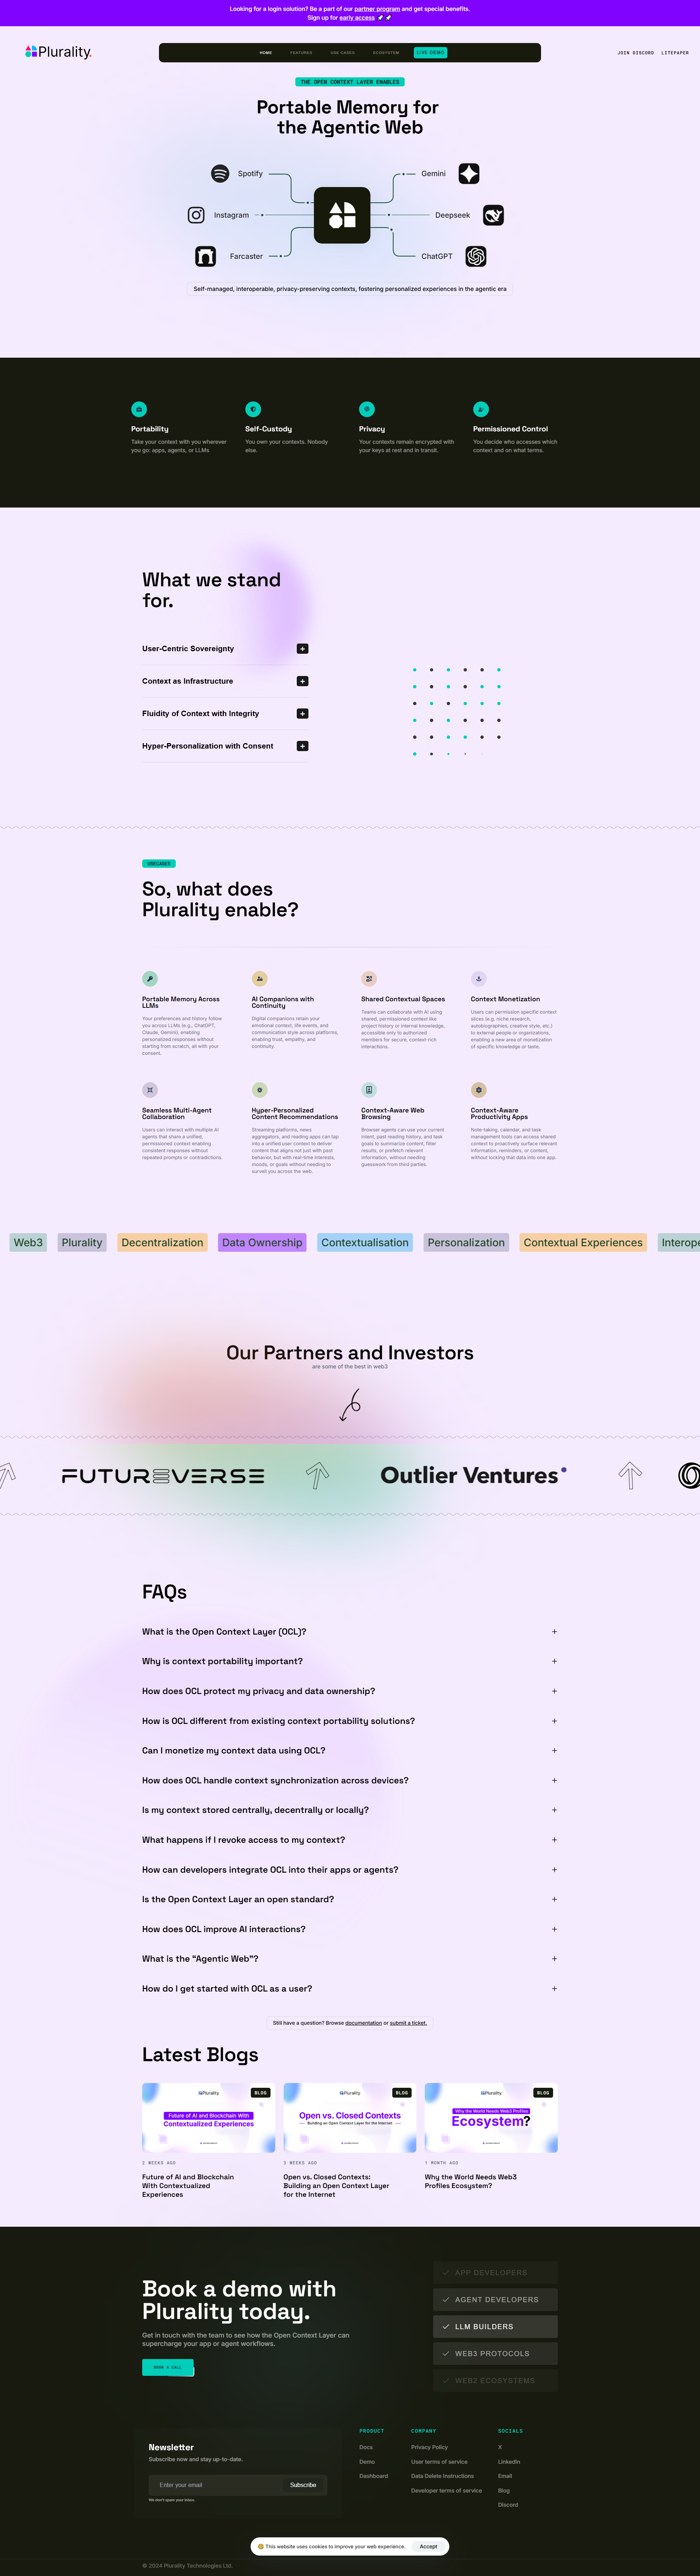 Looking for a login solution? Be a part of our partner program and get special benefits.
Sign up for early access 🚀 🚀
Plurality.
HOME
FEATURES
USE CASES
ECOSYSTEM
LIVE DEMO
JOIN DISCORD
LITEPAPER
THE OPEN CONTEXT LAYER ENABLES
Portable Memory for
the Agentic Web
Spotify
Gemini
Instagram
Deepseek
Farcaster
ChatGPT
Self-managed, interoperable, privacy-preserving contexts, fostering personalized experiences in the agentic era
Portability
Take your context with you wherever
you go: apps, agents, or LLMs
Self-Custody
You own your contexts. Nobody
else.
Privacy
Your contexts remain encrypted with
your keys at rest and in transit.
Permissioned Control
You decide who accesses which
context and on what terms.
What we stand
for.
User-Centric Sovereignty
Context as Infrastructure
Fluidity of Context with Integrity
Hyper-Personalization with Consent
USECASES
So, what does
Plurality enable?
Portable Memory Across
LLMs
Your preferences and history follow
you across LLMs (e.g., ChatGPT,
Claude, Gemini), enabling
personalized responses without
starting from scratch, all with your
consent.
AI Companions with
Continuity
Digital companions retain your
emotional context, life events, and
communication style across platforms,
enabling trust, empathy, and
continuity.
Shared Contextual Spaces
Teams can collaborate with AI using
shared, permissioned context like
project history or internal knowledge,
accessible only to authorized
members for secure, context-rich
interactions.
Context Monetization
Users can permission specific context
slices (e.g. niche research,
autobiographies, creative style, etc.)
to external people or organizations,
enabling a new area of monetization
of specific knowledge or taste.
Seamless Multi-Agent
Collaboration
Users can interact with multiple AI
agents that share a unified,
permissioned context enabling
consistent responses without
repeated prompts or contradictions.
Hyper-Personalized
Content Recommendations
Streaming platforms, news
aggregators, and reading apps can tap
into a unified user context to deliver
content that aligns not just with past
behavior, but with real-time interests,
moods, or goals without needing to
surveil you across the web.
Context-Aware Web
Browsing
Browser agents can use your current
intent, past reading history, and task
goals to summarize content, filter
results, or prefetch relevant
information, without needing
guesswork from third parties.
Context-Aware
Productivity Apps
Note-taking, calendar, and task
management tools can access shared
context to proactively surface relevant
information, reminders, or content,
without locking that data into one app.
Web3
Plurality
Decentralization
Data Ownership
Contextualisation
Personalization
Contextual Experiences
Interope
Our Partners and Investors
are some of the best in web3
FUTUREVERSE
Outlier Ventures
FAQs
What is the Open Context Layer (OCL)?
Why is context portability important?
How does OCL protect my privacy and data ownership?
How is OCL different from existing context portability solutions?
Can I monetize my context data using OCL?
How does OCL handle context synchronization across devices?
Is my context stored centrally, decentrally or locally?
What happens if I revoke access to my context?
How can developers integrate OCL into their apps or agents?
Is the Open Context Layer an open standard?
How does OCL improve AI interactions?
What is the “Agentic Web”?
How do I get started with OCL as a user?
Still have a question? Browse documentation or submit a ticket.
Latest Blogs
Plurality
BLOG
Future of AI and Blockchain With
Contextualized Experiences
2 WEEKS AGO
Future of AI and Blockchain
With Contextualized
Experiences
Plurality
BLOG
Open vs. Closed Contexts
Building an Open Context Layer for the Internet
2 WEEKS AGO
Open vs. Closed Contexts:
Building an Open Context Layer
for the Internet
Plurality
BLOG
Why the World Needs Web3 Profiles
Ecosystem?
1 MONTH AGO
Why the World Needs Web3
Profiles Ecosystem?
Book a demo with
Plurality today.
Get in touch with the team to see how the Open Context Layer can
supercharge your app or agent workflows.
BOOK A CALL
APP DEVELOPERS
AGENT DEVELOPERS
LLM BUILDERS
WEB3 PROTOCOLS
WEB2 ECOSYSTEMS
Newsletter
Subscribe now and stay up-to-date.
Enter your email
Subscribe
We don't spam your inbox.
PRODUCT
Docs
Demo
Dashboard
COMPANY
Privacy Policy
User terms of service
Data Delete Instructions
Developer terms of service
SOCIALS
X
LinkedIn
Email
Blog
Discord
This website uses cookies to improve your web experience.
Accept
© 2024 Plurality Technologies Ltd.